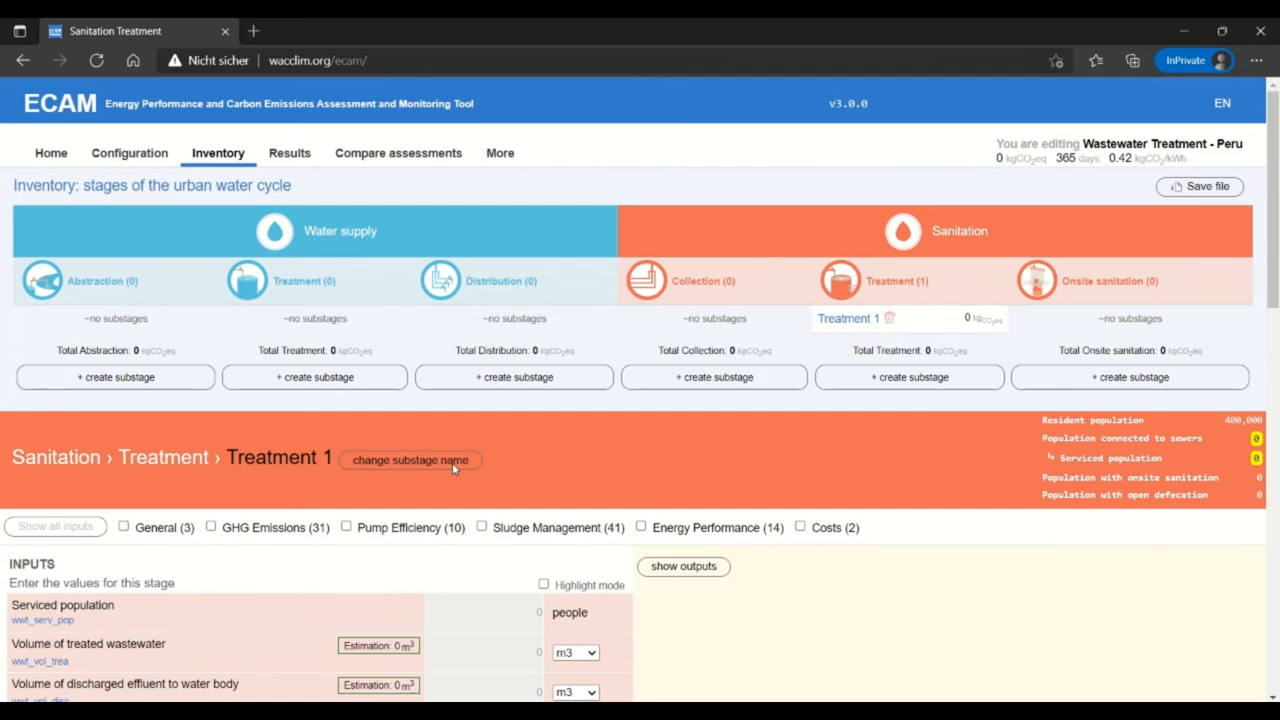 Sanitation Treatment
Nicht sicher wacclim.org/ecam/ InPrivate
ECAM Energy Performance and Carbon Emissions Assessment and Monitoring Tool v3.0.0 EN
Home Configuration Inventory Results Compare assessments More
You are editing Wastewater Treatment - Peru
0 kgCO₂eq 365 days 0.42 kgCO₂/kWh
Inventory: stages of the urban water cycle Save file
Water supply Sanitation
Abstraction (0) Treatment (0) Distribution (0) Collection (0) Treatment (1) Onsite sanitation (0)
~no substages ~no substages ~no substages ~no substages Treatment 1 0 kgCO₂eq ~no substages
Total Abstraction: 0 kgCO₂eq Total Treatment: 0 kgCO₂eq Total Distribution: 0 kgCO₂eq Total Collection: 0 kgCO₂eq Total Treatment: 0 kgCO₂eq Total Onsite sanitation: 0 kgCO₂eq
+ create substage + create substage + create substage + create substage + create substage + create substage
Sanitation › Treatment › Treatment 1 change substage name
Resident population 400,000
Population connected to sewers 0
↳ Serviced population 0
Population with onsite sanitation 0
Population with open defecation 0
Show all inputs General (3) GHG Emissions (31) Pump Efficiency (10) Sludge Management (41) Energy Performance (14) Costs (2)
INPUTS
Enter the values for this stage Highlight mode
show outputs
Serviced population 0 people
wwt_serv_pop
Volume of treated wastewater Estimation: 0 m³ 0 m3
wwt_vol_trea
Volume of discharged effluent to water body Estimation: 0 m³ 0 m3
wwt_vol_disc